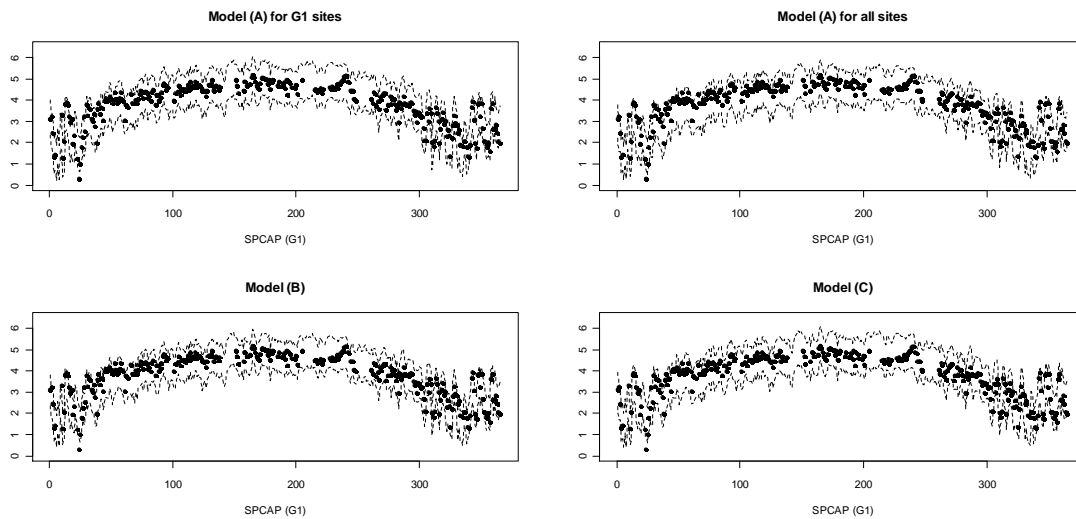 Model (A) for G1 sites
0 1 2 3 4 5 6
0 100 200 300
SPCAP (G1)
Model (A) for all sites
0 1 2 3 4 5 6
0 100 200 300
SPCAP (G1)
Model (B)
0 1 2 3 4 5 6
0 100 200 300
SPCAP (G1)
Model (C)
0 1 2 3 4 5 6
0 100 200 300
SPCAP (G1)